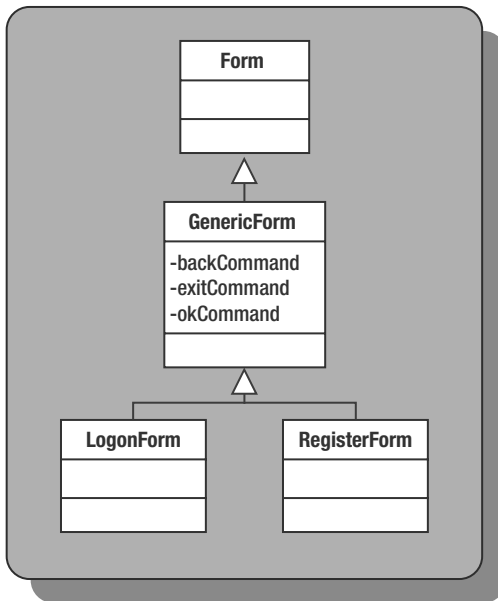 Form
GenericForm
-backCommand
-exitCommand
-okCommand
LogonForm
RegisterForm